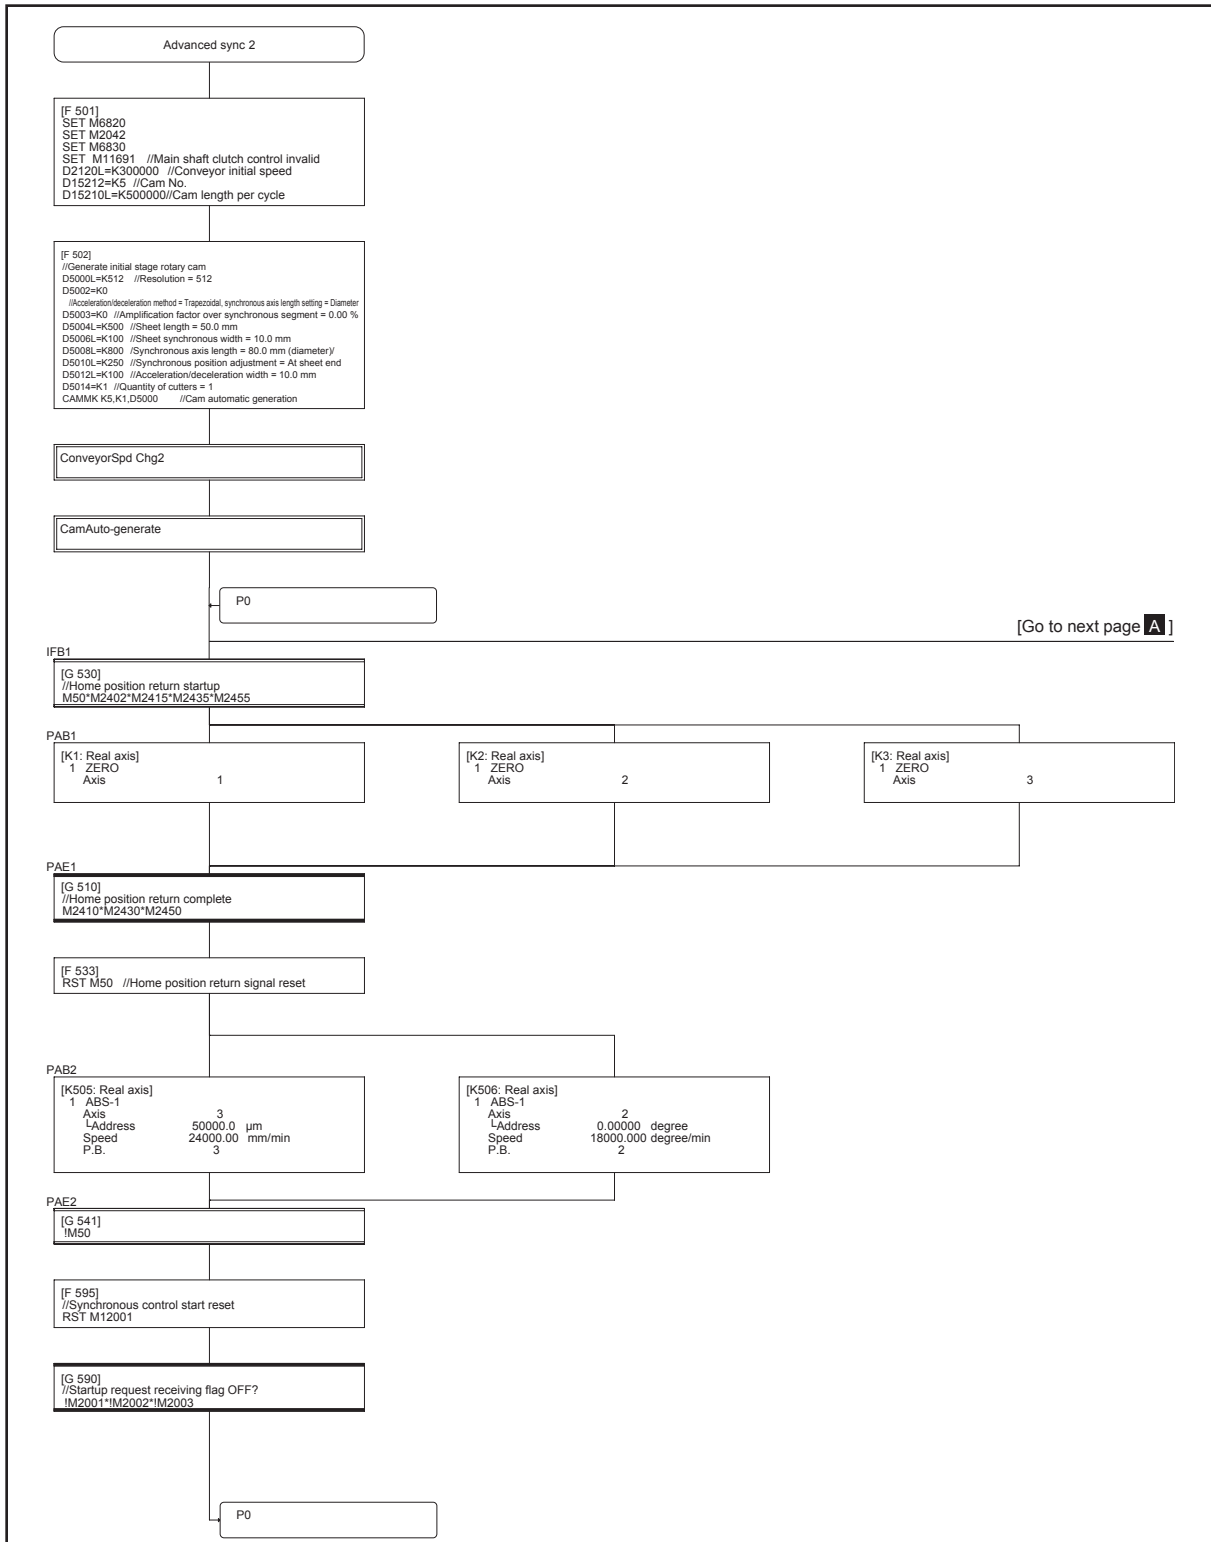 Advanced sync 2
[F 501]
SET M6820
SET M2042
SET M6830
SET M11691 //Main shaft clutch control invalid
D2120L=K300000 //Conveyor initial speed
D15212=K5 //Cam No.
D15210L=K500000//Cam length per cycle
[F 502]
//Generate initial stage rotary cam
D5000L=K512 //Resolution = 512
D5002=K0
//Acceleration/deceleration method = Trapezoidal, synchronous axis length setting = Diameter
D5003=K0 //Amplification factor over synchronous segment = 0.00 %
D5004L=K500 //Sheet length = 50.0 mm
D5006L=K100 //Sheet synchronous width = 10.0 mm
D5008L=K800 /Synchronous axis length = 80.0 mm (diameter)/
D5010L=K250 //Synchronous position adjustment = At sheet end
D5012L=K100 //Acceleration/deceleration width = 10.0 mm
D5014=K1 //Quantity of cutters = 1
CAMMK K5,K1,D5000 //Cam automatic generation
ConveyorSpd Chg2
CamAuto-generate
P0
[Go to next page A ]
IFB1
[G 530]
//Home position return startup
M50*M2402*M2415*M2435*M2455
PAB1
[K1: Real axis]
1 ZERO
Axis 1
[K2: Real axis]
1 ZERO
Axis 2
[K3: Real axis]
1 ZERO
Axis 3
PAE1
[G 510]
//Home position return complete
M2410*M2430*M2450
[F 533]
RST M50 //Home position return signal reset
PAB2
[K505: Real axis]
1 ABS-1
Axis 3
└Address 50000.0 µm
Speed 24000.00 mm/min
P.B. 3
[K506: Real axis]
1 ABS-1
Axis 2
└Address 0.00000 degree
Speed 18000.000 degree/min
P.B. 2
PAE2
[G 541]
!M50
[F 595]
//Synchronous control start reset
RST M12001
[G 590]
//Startup request receiving flag OFF?
!M2001*!M2002*!M2003
P0